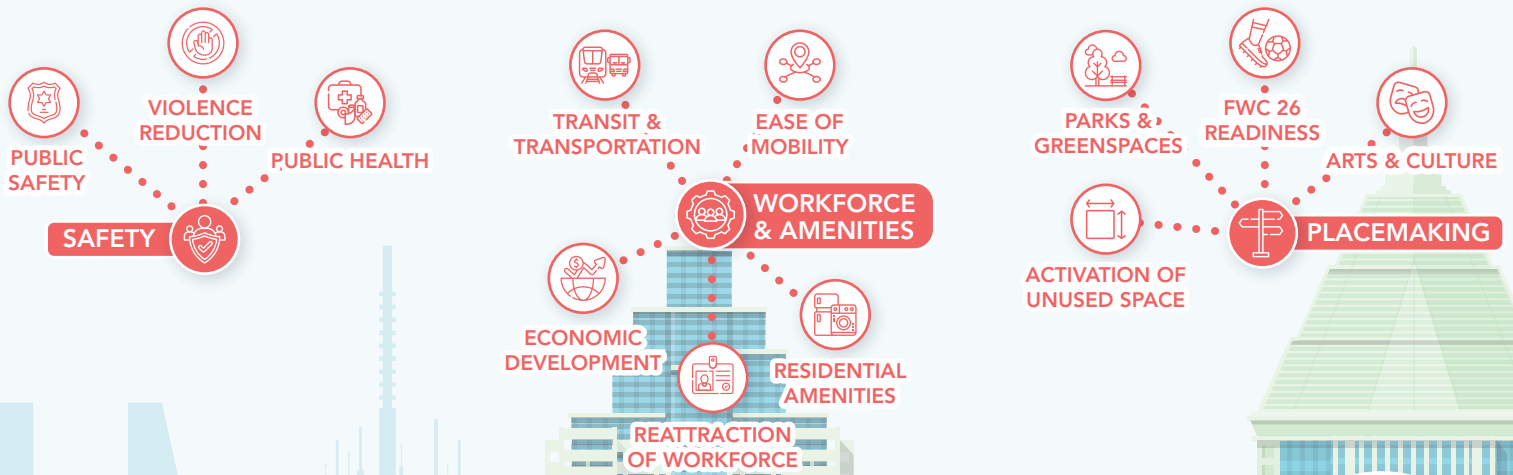 VIOLENCE
REDUCTION
PUBLIC
SAFETY
PUBLIC HEALTH
SAFETY
TRANSIT &
TRANSPORTATION
EASE OF
MOBILITY
WORKFORCE
& AMENITIES
ECONOMIC
DEVELOPMENT
RESIDENTIAL
AMENITIES
REATTRACTION
OF WORKFORCE
PARKS &
GREENSPACES
FWC 26
READINESS
ARTS & CULTURE
PLACEMAKING
ACTIVATION OF
UNUSED SPACE